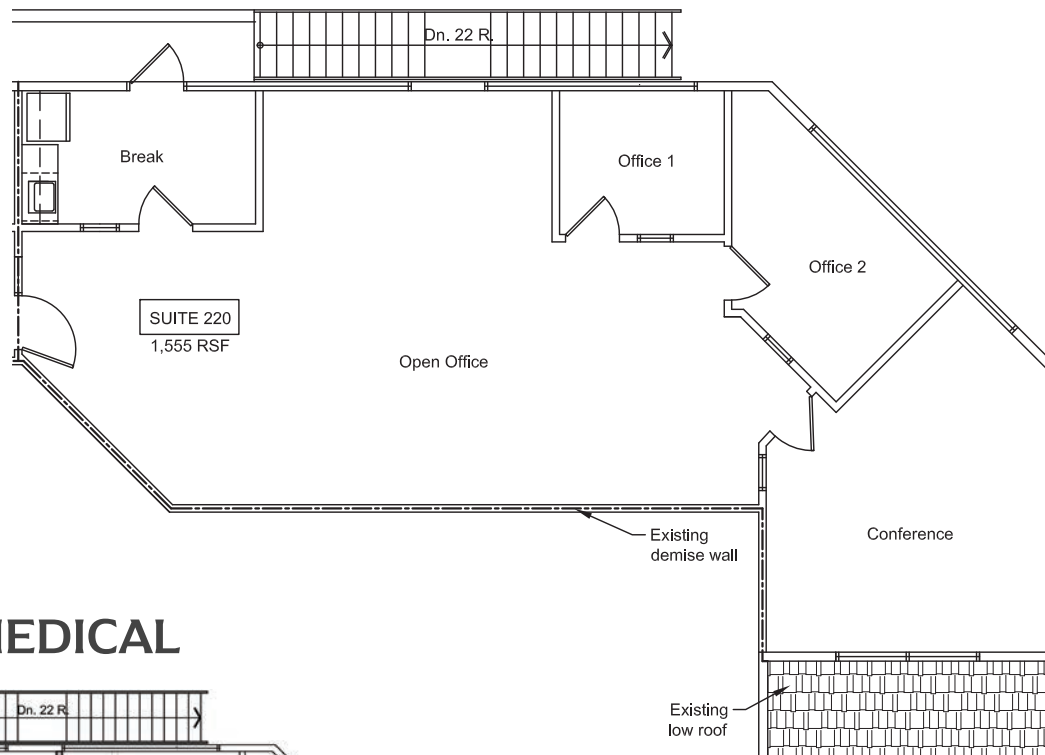 Dn. 22 R.
Break
Office 1
Office 2
SUITE 220
1,555 RSF
Open Office
Existing
demise wall
Conference
EDICAL
Dn. 22 R.
Existing
low roof